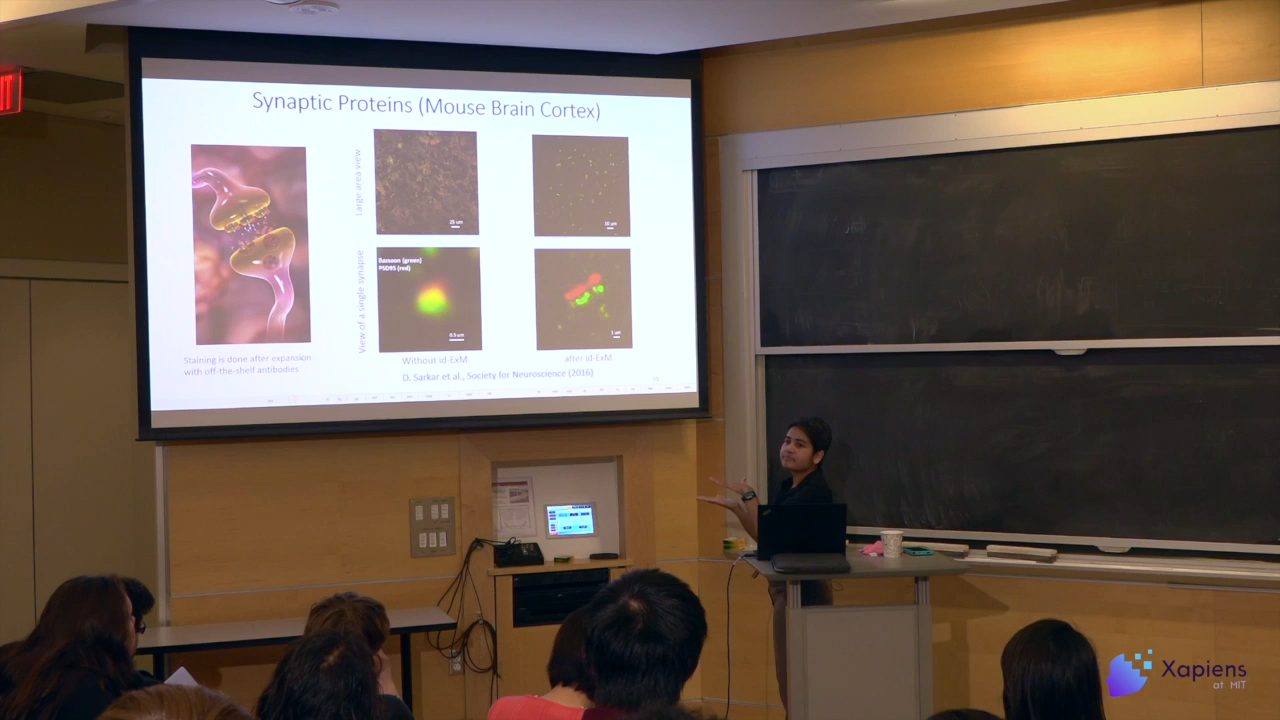 Synaptic Proteins (Mouse Brain Cortex)
Large area view
25 um
10 um
View of a single synapse
Bassoon (green)
PSD95 (red)
0.5 um
1 um
Without id-ExM
after id-ExM
Staining is done after expansion
with off-the-shelf antibodies
D. Sarkar et al., Society for Neuroscience (2016)
Xapiens
at MIT